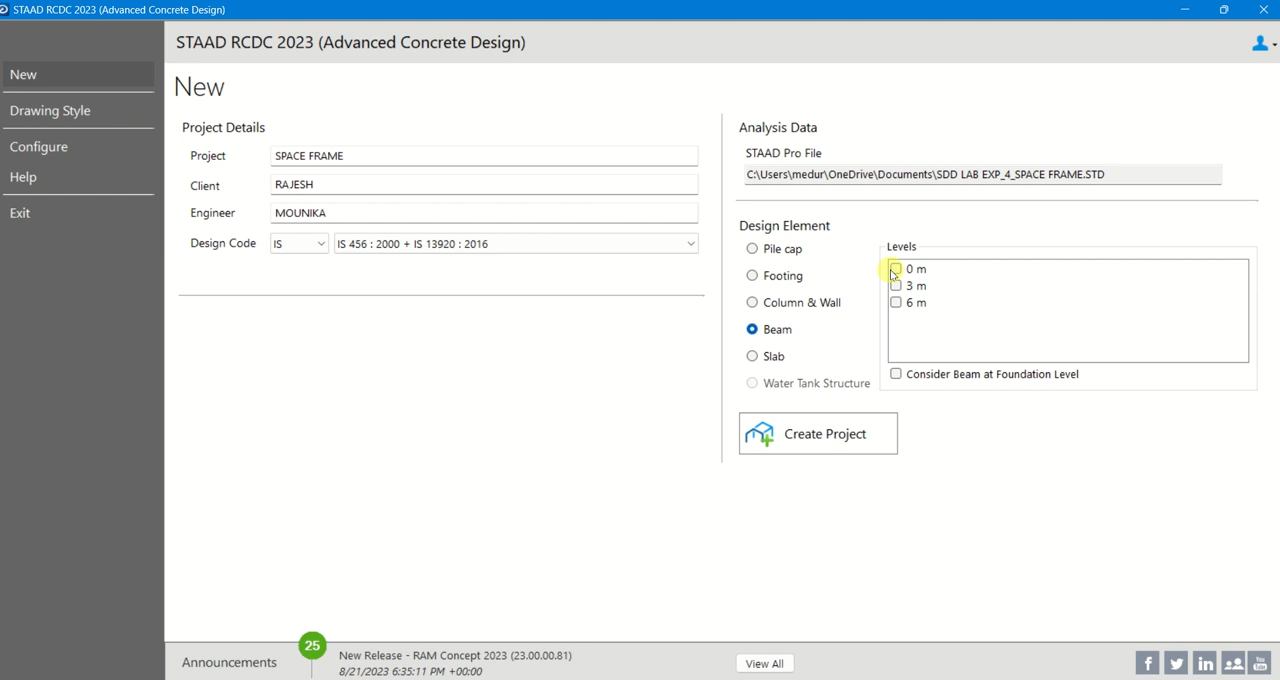 STAAD RCDC 2023 (Advanced Concrete Design)
STAAD RCDC 2023 (Advanced Concrete Design)
New
Drawing Style
Configure
Help
Exit
New
Project Details
Project
SPACE FRAME
Client
RAJESH
Engineer
MOUNIKA
Design Code
IS
IS 456 : 2000 + IS 13920 : 2016
Analysis Data
STAAD Pro File
C:\Users\medur\OneDrive\Documents\SDD LAB EXP_4_SPACE FRAME.STD
Design Element
Pile cap
Footing
Column & Wall
Beam
Slab
Water Tank Structure
Levels
0 m
3 m
6 m
Consider Beam at Foundation Level
Create Project
Announcements
25
New Release - RAM Concept 2023 (23.00.00.81)
8/21/2023 6:35:11 PM +00:00
View All